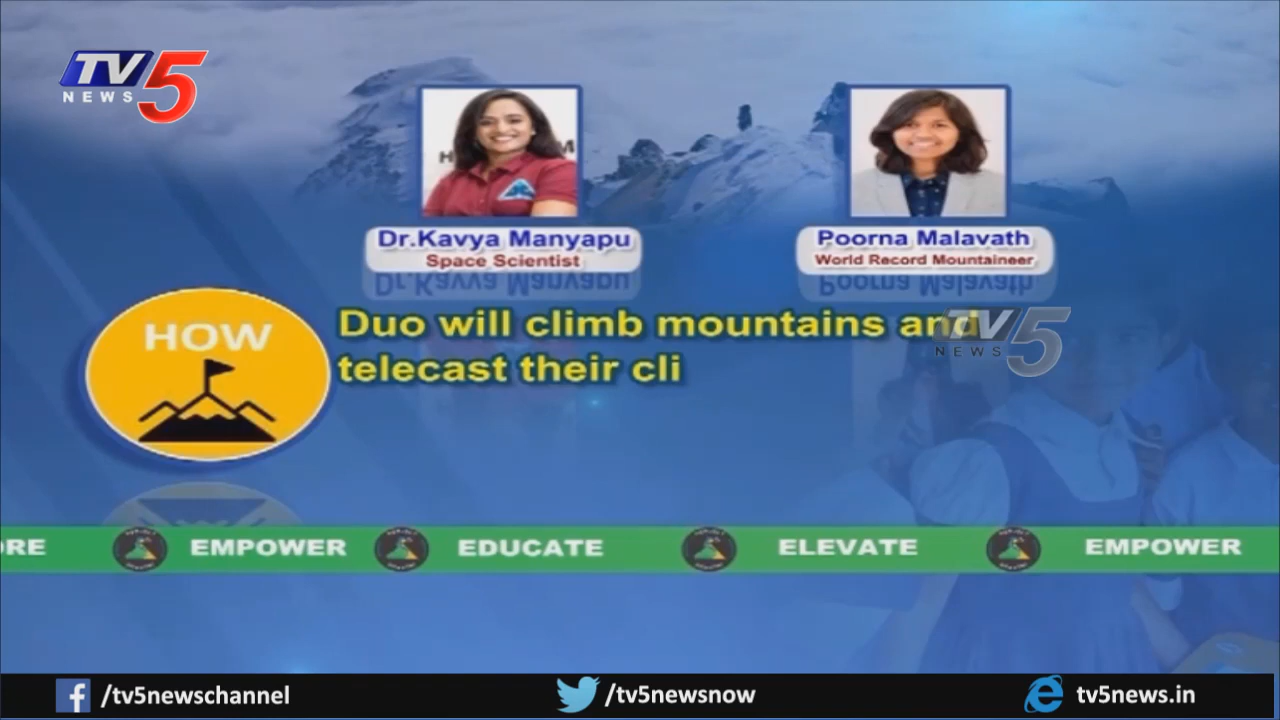 TV5
NEWS
Dr.Kavya Manyapu
Space Scientist
Poorna Malavath
World Record Mountaineer
HOW
Duo will climb mountains and
telecast their cli
TV5
NEWS
ORE EMPOWER EDUCATE ELEVATE EMPOWER
/tv5newschannel
/tv5newsnow
tv5news.in